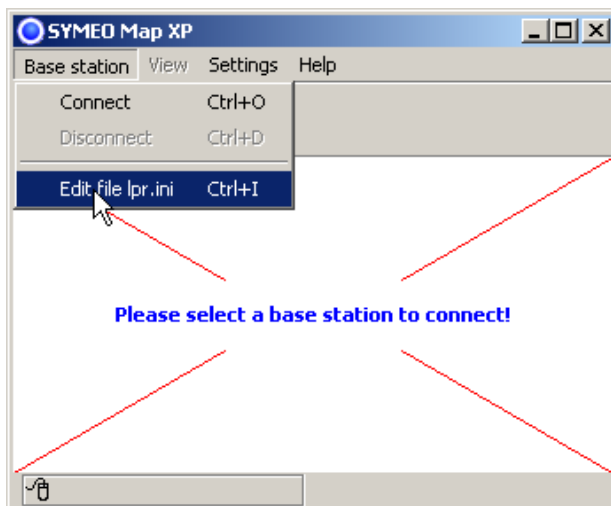 SYMEO Map XP
Base station View Settings Help
Connect Ctrl+O
Disconnect Ctrl+D
Edit file lpr.ini Ctrl+I
Please select a base station to connect!